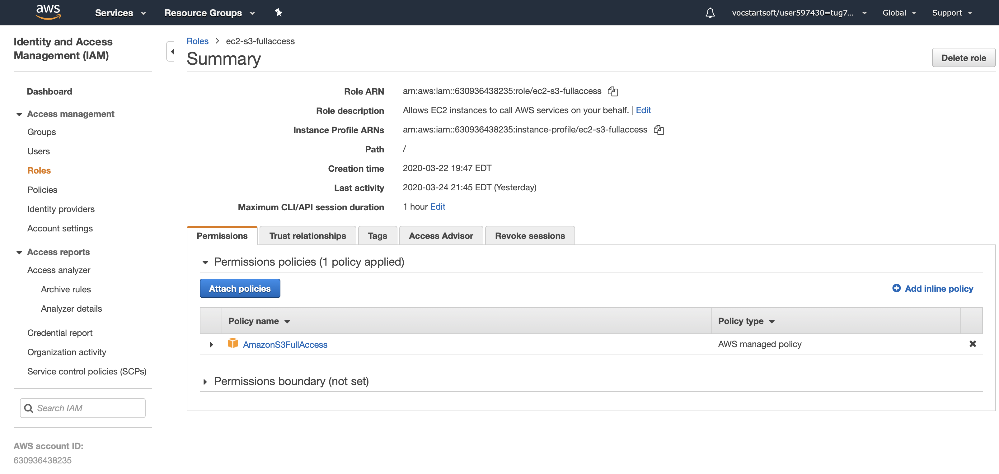 aws Services Resource Groups vocstartsoft/user597430=tug7... Global Support
Identity and Access
Management (IAM)
Dashboard
Access management
Groups
Users
Roles
Policies
Identity providers
Account settings
Access reports
Access analyzer
Archive rules
Analyzer details
Credential report
Organization activity
Service control policies (SCPs)
Search IAM
AWS account ID:
630936438235
Roles > ec2-s3-fullaccess
Summary
Delete role
Role ARN arn:aws:iam::630936438235:role/ec2-s3-fullaccess
Role description Allows EC2 instances to call AWS services on your behalf. | Edit
Instance Profile ARNs arn:aws:iam::630936438235:instance-profile/ec2-s3-fullaccess
Path /
Creation time 2020-03-22 19:47 EDT
Last activity 2020-03-24 21:45 EDT (Yesterday)
Maximum CLI/API session duration 1 hour Edit
Permissions Trust relationships Tags Access Advisor Revoke sessions
Permissions policies (1 policy applied)
Attach policies Add inline policy
Policy name Policy type
AmazonS3FullAccess AWS managed policy
Permissions boundary (not set)